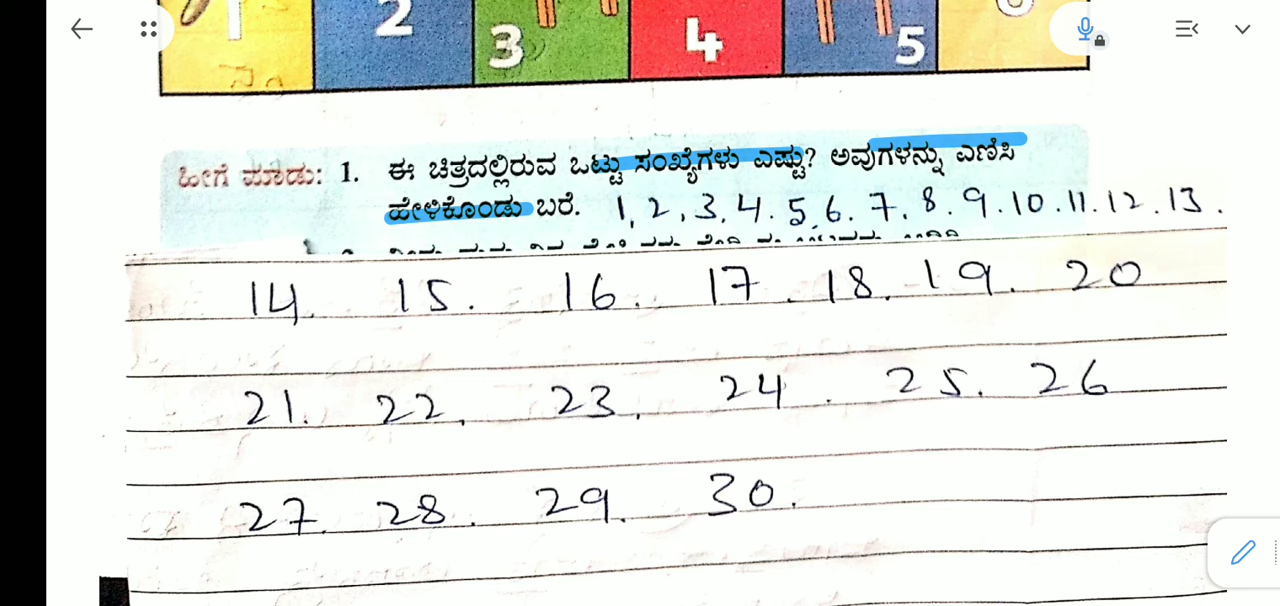 1 2 3 4 5 6
ಹೀಗೆ ಮಾಡು: 1. ಈ ಚಿತ್ರದಲ್ಲಿರುವ ಒಟ್ಟು ಸಂಖ್ಯೆಗಳು ಎಷ್ಟು? ಅವುಗಳನ್ನು ಎಣಿಸಿ
ಹೇಳಿಕೊಂಡು ಬರೆ. 1, 2, 3, 4. 5, 6. 7. 8. 9. 10. 11. 12. 13.
14. 15. 16. 17. 18. 19. 20
21. 22. 23. 24. 25. 26
27. 28. 29. 30.